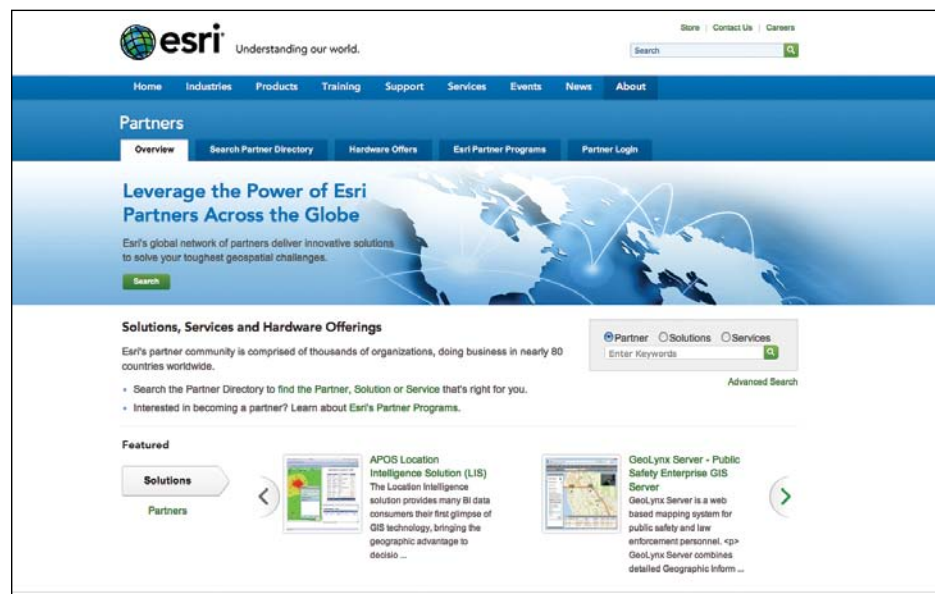 Store | Contact Us | Careers
esri
Understanding our world.
Search
Home Industries Products Training Support Services Events News About
Partners
Overview Search Partner Directory Hardware Offers Esri Partner Programs Partner Login
Leverage the Power of Esri
Partners Across the Globe
Esri's global network of partners deliver innovative solutions
to solve your toughest geospatial challenges.
Search
Solutions, Services and Hardware Offerings
Partner Solutions Services
Enter Keywords
Advanced Search
Esri's partner community is comprised of thousands of organizations, doing business in nearly 80
countries worldwide.
• Search the Partner Directory to find the Partner, Solution or Service that's right for you.
• Interested in becoming a partner? Learn about Esri's Partner Programs.
Featured
Solutions
Partners
APOS Location
Intelligence Solution (LIS)
The Location Intelligence
solution provides many BI data
consumers their first glimpse of
GIS technology, bringing the
geographic advantage to
decisio ...
GeoLynx Server - Public
Safety Enterprise GIS
Server
GeoLynx Server is a web
based mapping system for
public safety and law
enforcement personnel. <p>
GeoLynx Server combines
detailed Geographic Inform ...